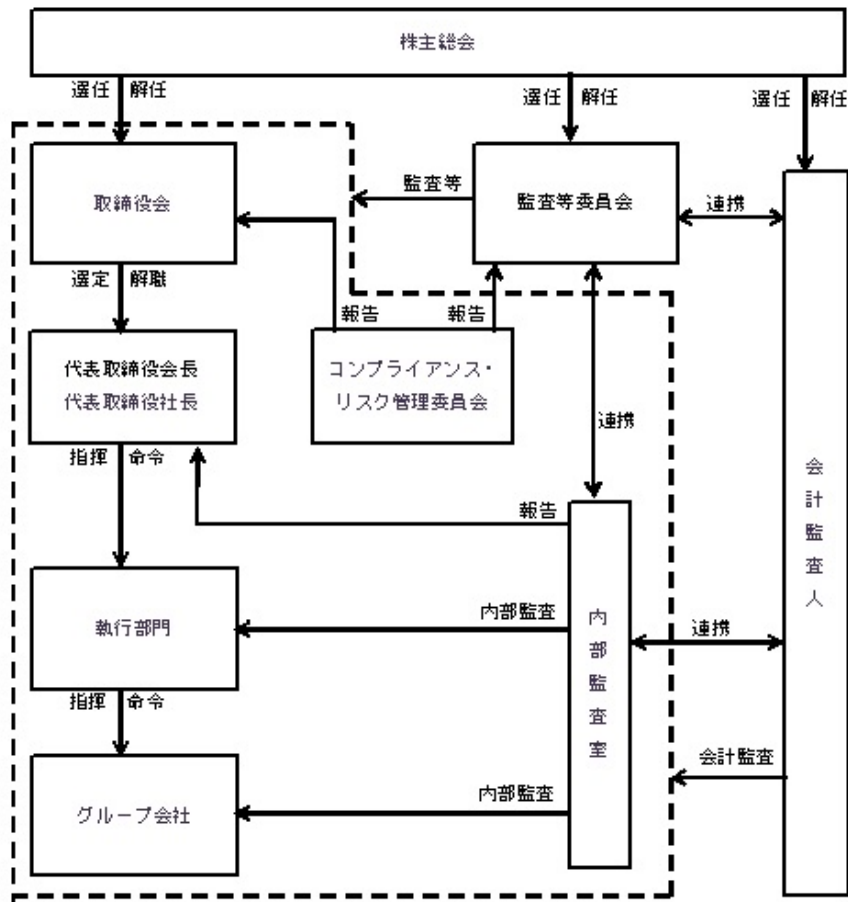 株主総会
選任 解任
選任 解任
選任 解任
取締役会
監査等
監査等委員会
連携
選定 解職
報告
報告
代表取締役会長
代表取締役社長
コンプライアンス・
リスク管理委員会
連携
指揮 命令
報告
会計監査人
執行部門
内部監査
内部監査室
連携
指揮 命令
会計監査
グループ会社
内部監査